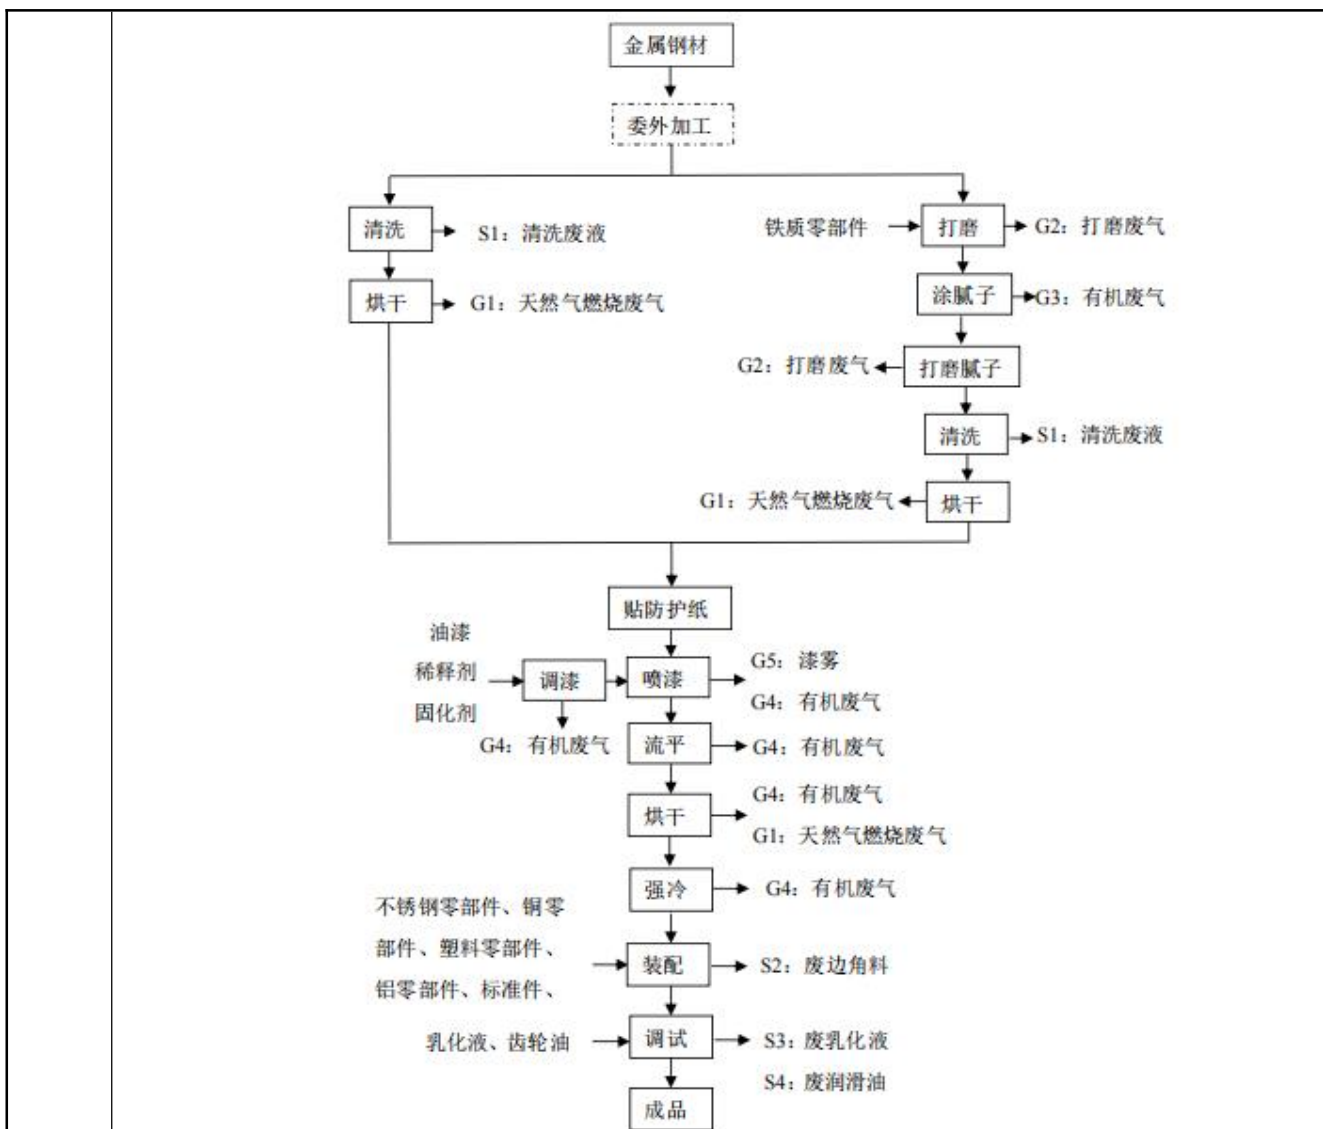 金属钢材
委外加工
清洗
S1：清洗废液
烘干
G1：天然气燃烧废气
铁质零部件
打磨
G2：打磨废气
涂腻子
G3：有机废气
G2：打磨废气
打磨腻子
清洗
S1：清洗废液
G1：天然气燃烧废气
烘干
贴防护纸
油漆
稀释剂
固化剂
调漆
G4：有机废气
喷漆
G5：漆雾
G4：有机废气
流平
G4：有机废气
烘干
G4：有机废气
G1：天然气燃烧废气
强冷
G4：有机废气
不锈钢零部件、铜零
部件、塑料零部件、
铝零部件、标准件、
装配
S2：废边角料
乳化液、齿轮油
调试
S3：废乳化液
S4：废润滑油
成品